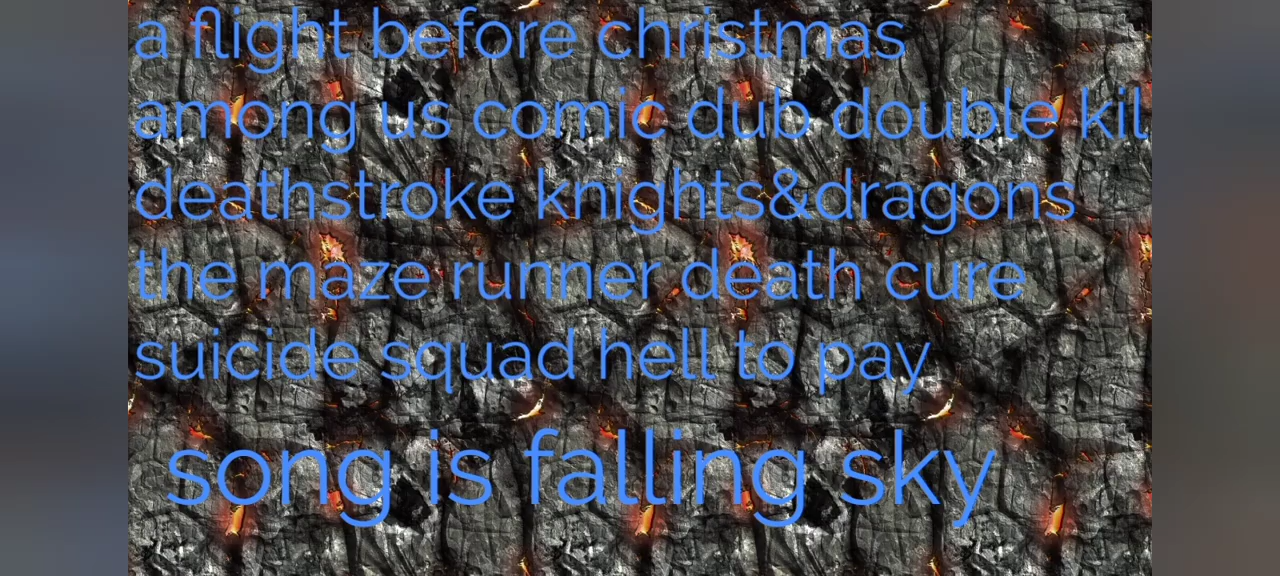 a flight before christmas
among us comic dub double kil
deathstroke knights&dragons
the maze runner death cure
suicide squad hell to pay
song is falling sky